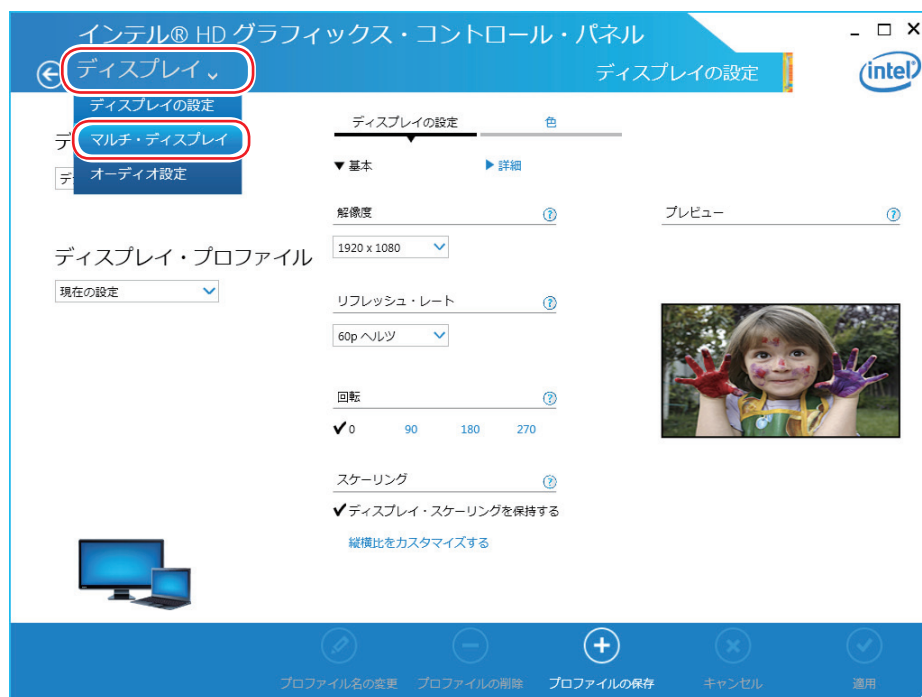 インテル® HD グラフィックス・コントロール・パネル
ディスプレイ
ディスプレイの設定
intel
ディスプレイの設定
マルチ・ディスプレイ
オーディオ設定
デ
デ
ディスプレイ・プロファイル
現在の設定
ディスプレイの設定 色
▼基本 ▶詳細
解像度 ?
1920 x 1080
リフレッシュ・レート ?
60p ヘルツ
回転 ?
✔0 90 180 270
スケーリング ?
✔ディスプレイ・スケーリングを保持する
縦横比をカスタマイズする
プレビュー ?
プロファイル名の変更 プロファイルの削除 プロファイルの保存 キャンセル 適用